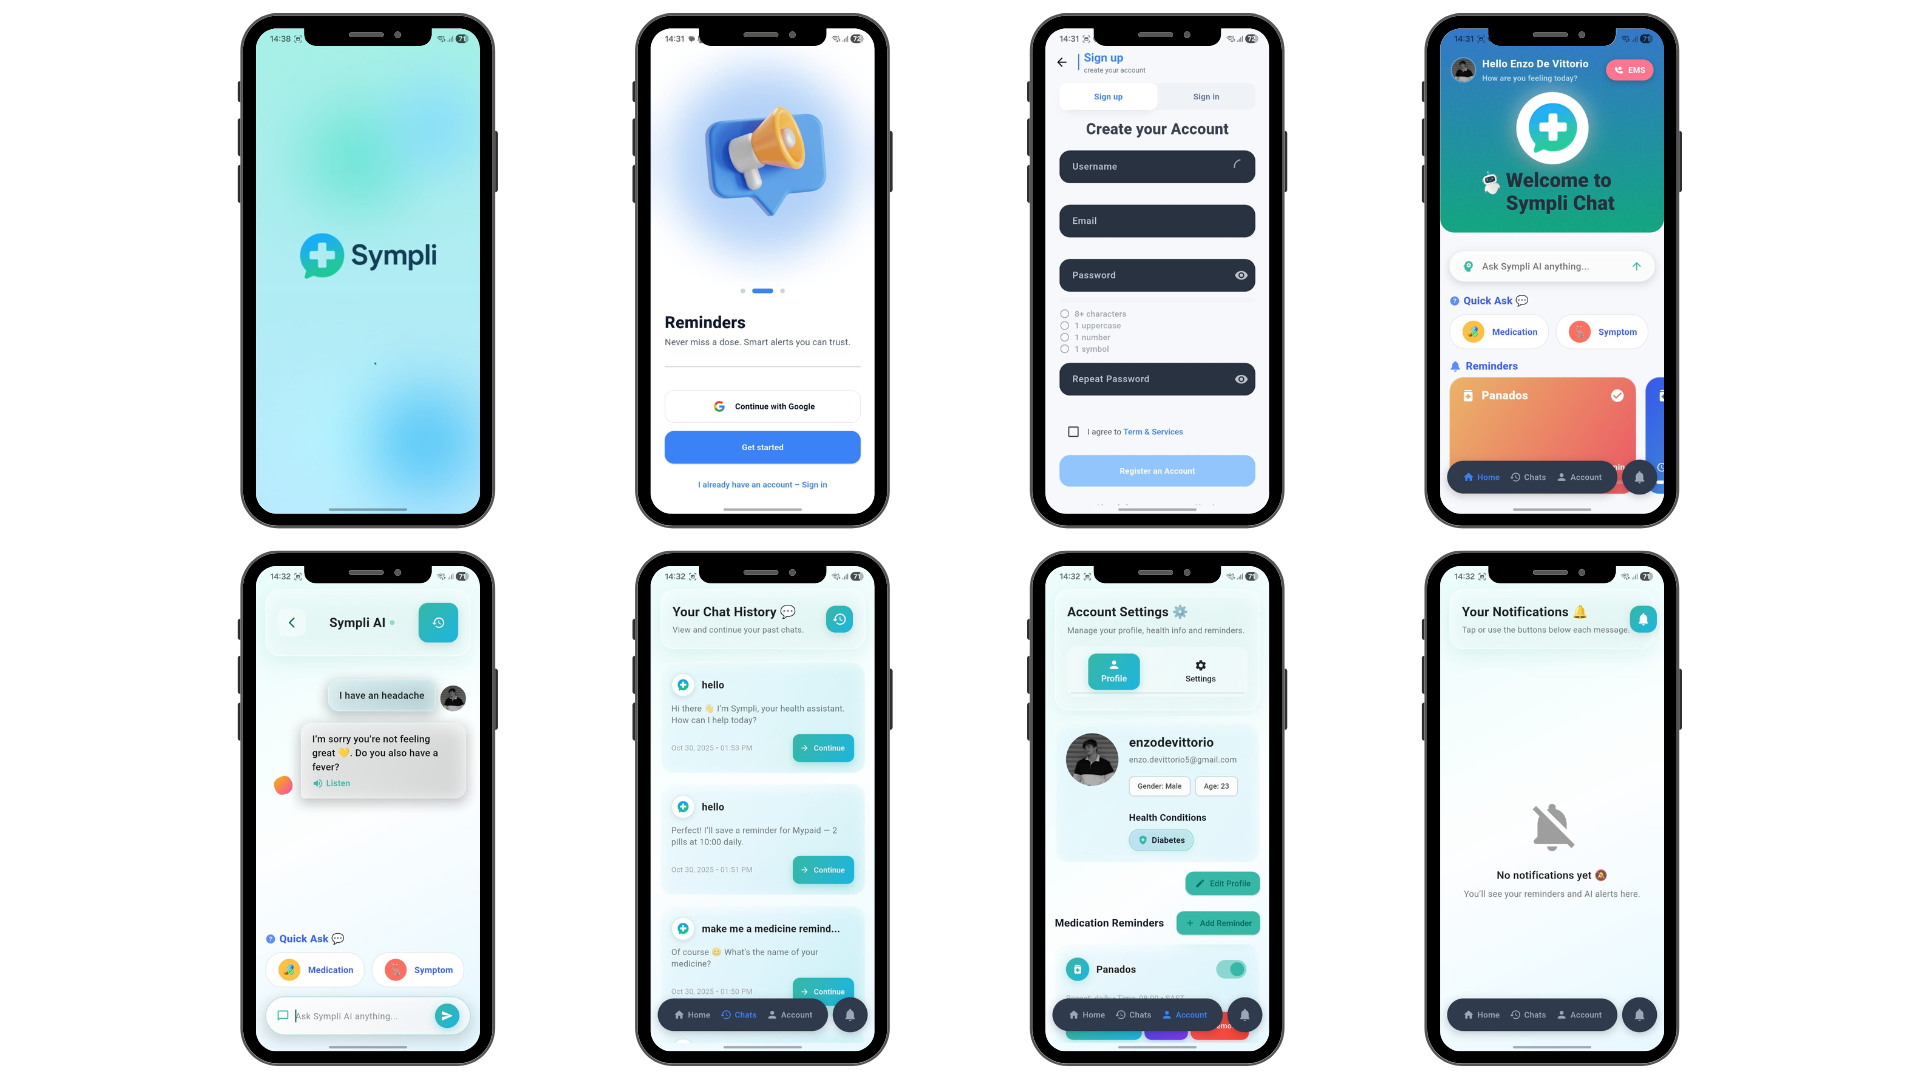 14:38
71
Sympli
14:31
72
Reminders
Never miss a dose. Smart alerts you can trust.
Continue with Google
Get started
I already have an account – Sign in
14:31
72
Sign up
create your account
Sign up
Sign in
Create your Account
Username
Email
Password
8+ characters
1 uppercase
1 number
1 symbol
Repeat Password
I agree to Term & Services
Register an Account
14:31
71
Hello Enzo De Vittorio
How are you feeling today?
EMS
Welcome to
Sympli Chat
Ask Sympli AI anything...
Quick Ask
Medication
Symptom
Reminders
Panados
Home
Chats
Account
14:32
71
Sympli AI
I have an headache
I'm sorry you're not feeling
great 💛. Do you also have a
fever?
Listen
Quick Ask
Medication
Symptom
Ask Sympli AI anything...
14:32
71
Your Chat History
View and continue your past chats.
hello
Hi there 👋 I'm Sympli, your health assistant.
How can I help today?
Oct 30, 2025 • 01:53 PM
Continue
hello
Perfect! I'll save a reminder for Mypaid — 2
pills at 10:00 daily.
Oct 30, 2025 • 01:51 PM
Continue
make me a medicine remind...
Of course 😊 What's the name of your
medicine?
Oct 30, 2025 • 01:50 PM
Continue
Home
Chats
Account
14:32
71
Account Settings
Manage your profile, health info and reminders.
Profile
Settings
enzodevittorio
enzo.devittorio5@gmail.com
Gender: Male
Age: 23
Health Conditions
Diabetes
Edit Profile
Medication Reminders
Add Reminder
Panados
Home
Chats
Account
14:32
71
Your Notifications
Tap or use the buttons below each message.
No notifications yet
You'll see your reminders and AI alerts here.
Home
Chats
Account